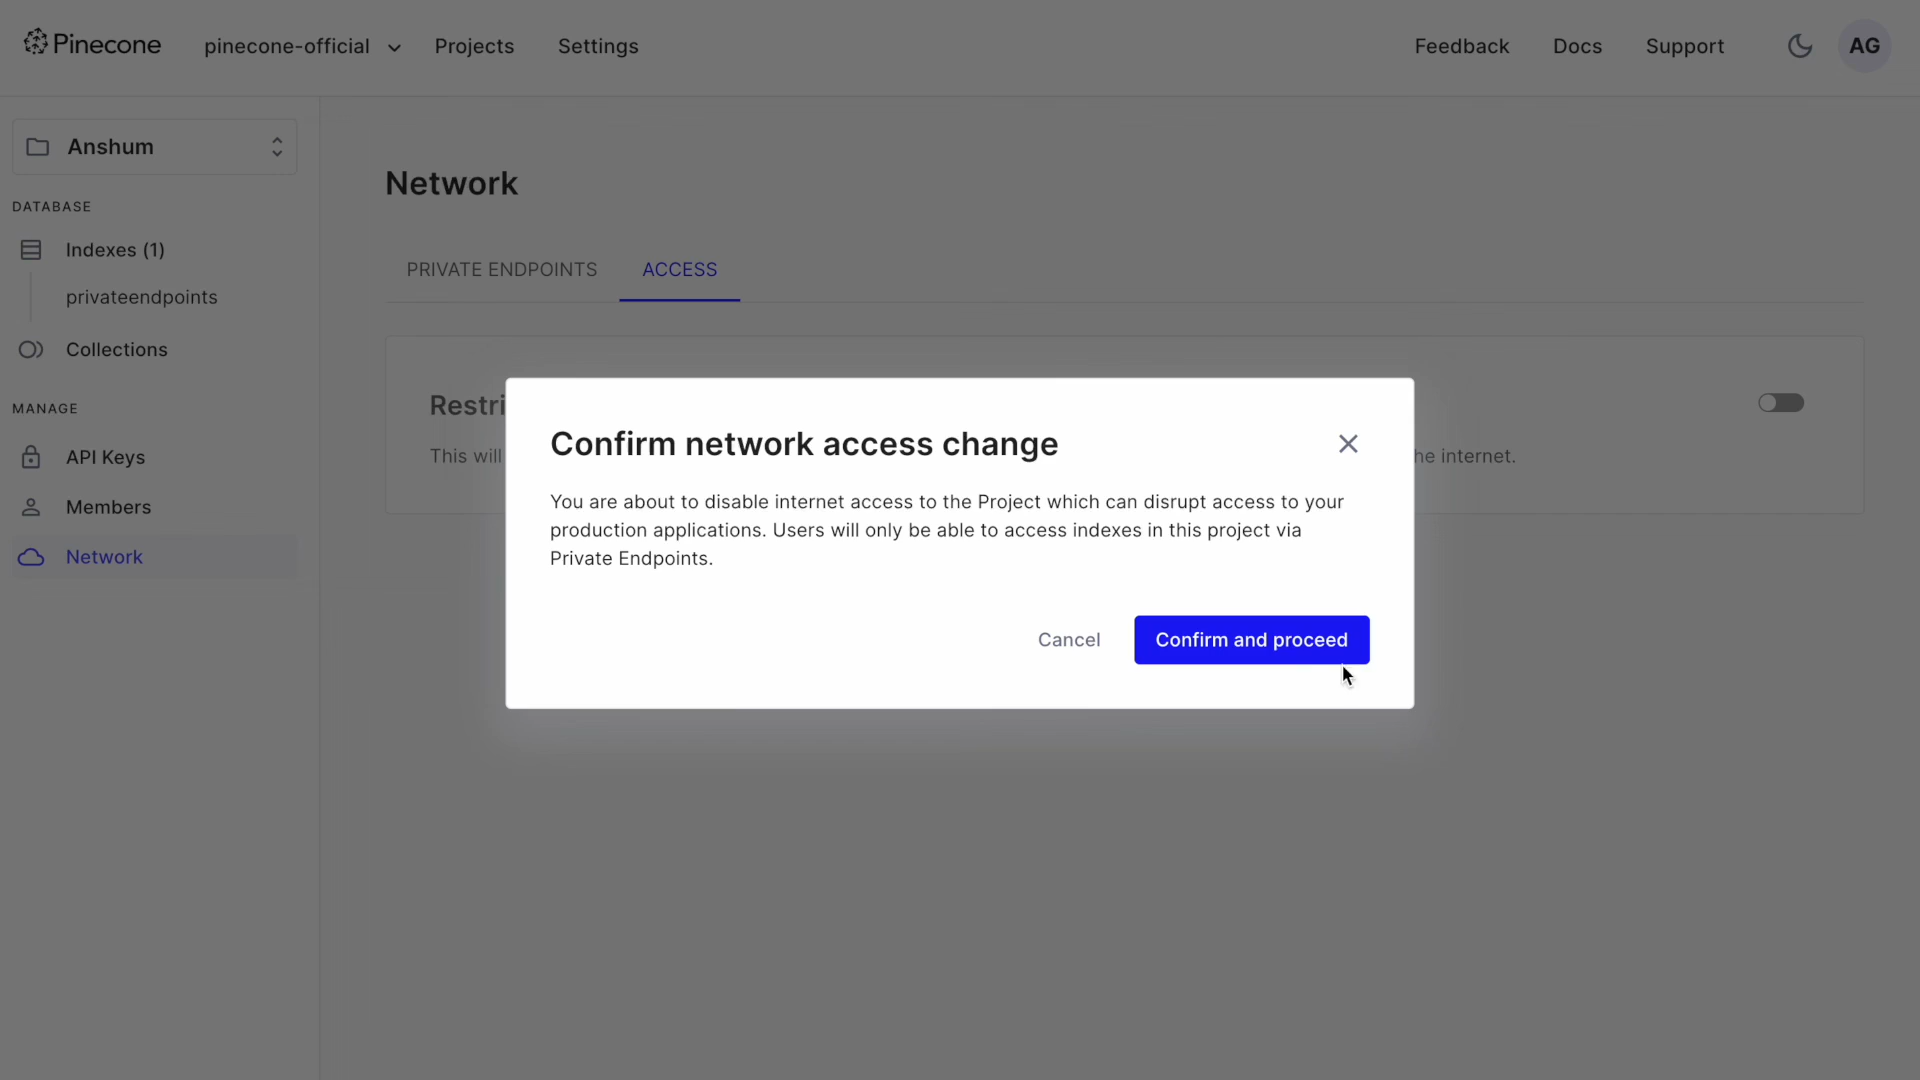 Pinecone
pinecone-official
Projects
Settings
Feedback
Docs
Support
AG
Anshum
DATABASE
Indexes (1)
privateendpoints
Collections
MANAGE
API Keys
Members
Network
Network
PRIVATE ENDPOINTS
ACCESS
Restri
This will
he internet.
Confirm network access change
You are about to disable internet access to the Project which can disrupt access to your
production applications. Users will only be able to access indexes in this project via
Private Endpoints.
Cancel
Confirm and proceed